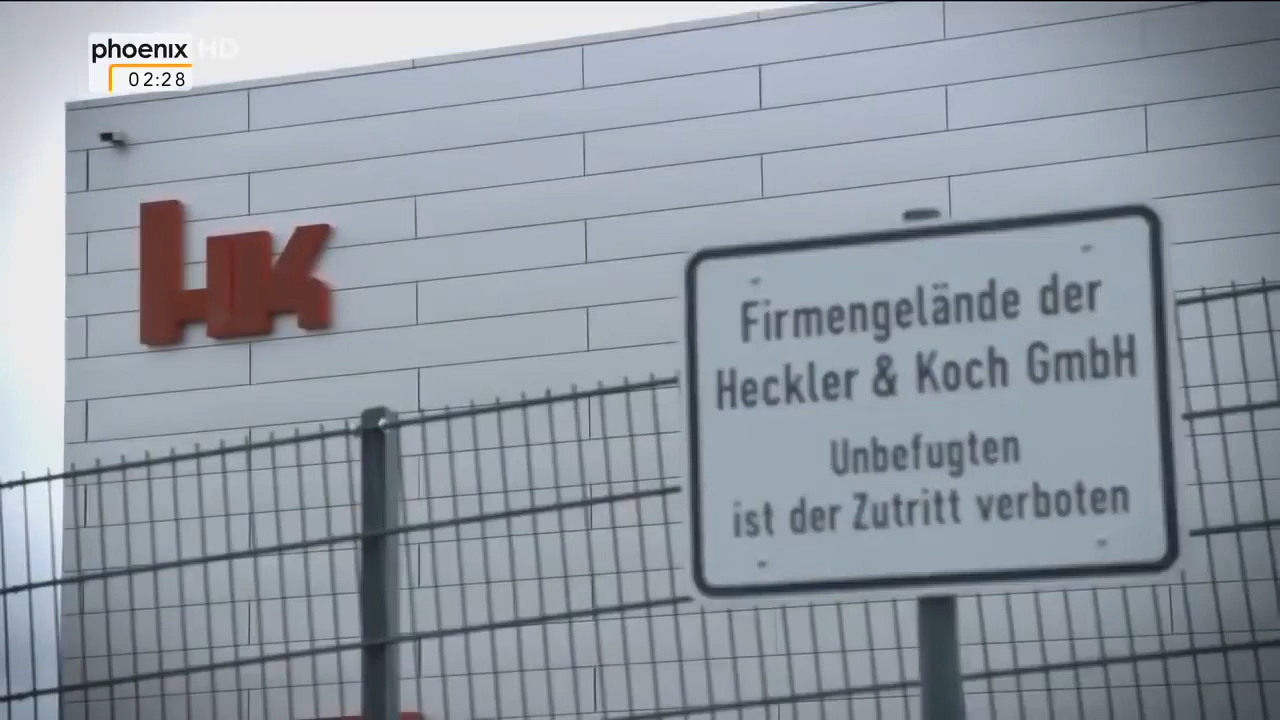 phoenix HD
02:28
HK
Firmengelände der
Heckler & Koch GmbH
Unbefugten
ist der Zutritt verboten